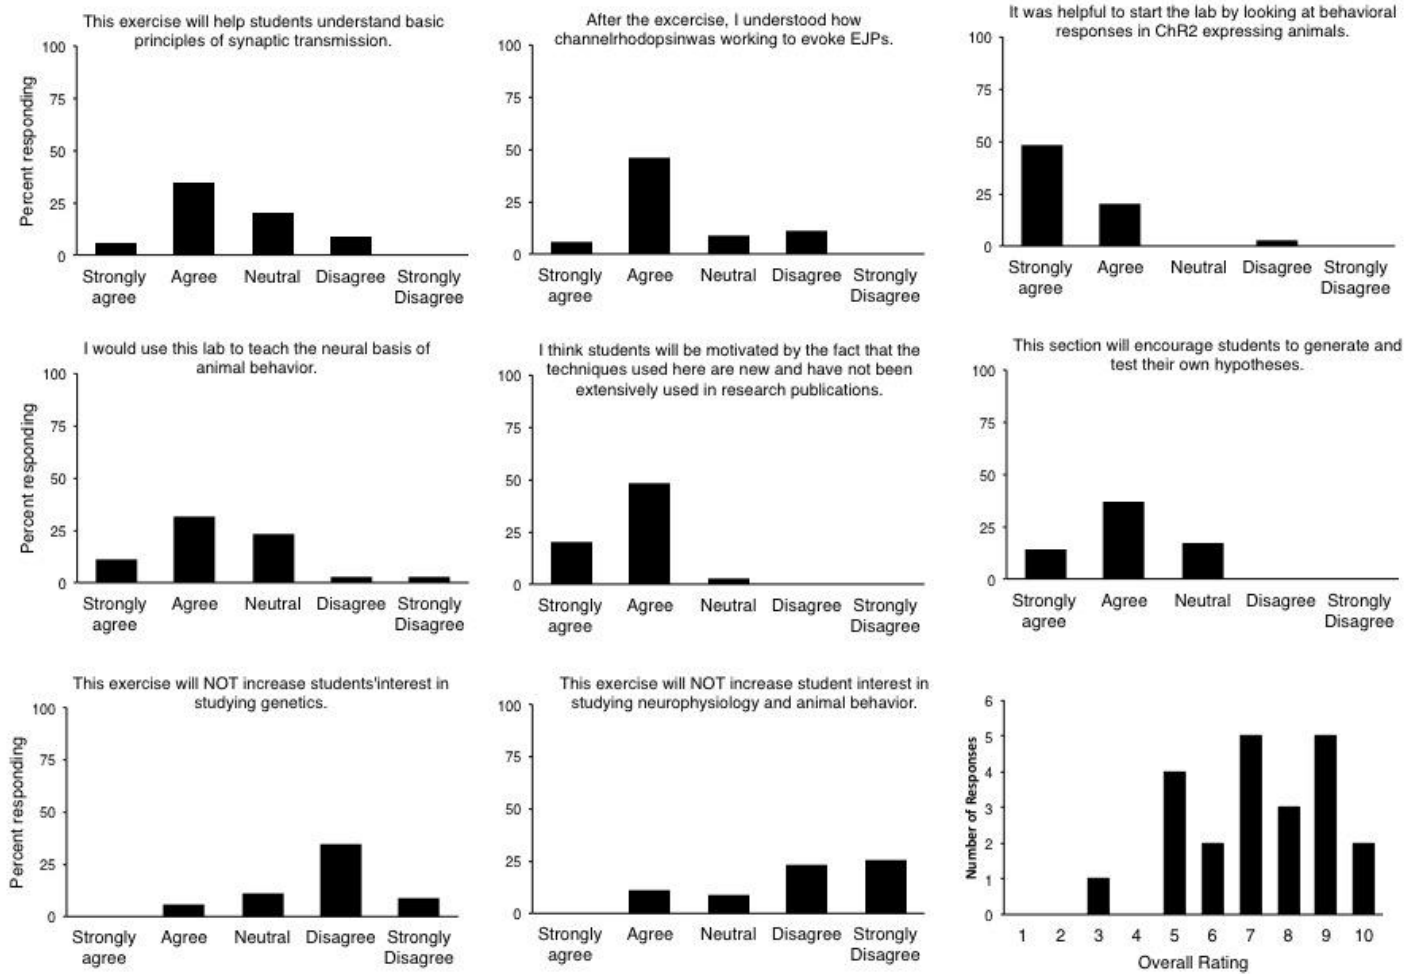 This exercise will help students understand basic
principles of synaptic transmission.
100
75
50
25
0
Percent responding
Strongly agree
Agree
Neutral
Disagree
Strongly Disagree
After the excercise, I understood how
channelrhodopsinwas working to evoke EJPs.
100
75
50
25
0
Strongly agree
Agree
Neutral
Disagree
Strongly Disagree
It was helpful to start the lab by looking at behavioral
responses in ChR2 expressing animals.
100
75
50
25
0
Strongly agree
Agree
Neutral
Disagree
Strongly Disagree
I would use this lab to teach the neural basis of
animal behavior.
100
75
50
25
0
Percent responding
Strongly agree
Agree
Neutral
Disagree
Strongly Disagree
I think students will be motivated by the fact that the
techniques used here are new and have not been
extensively used in research publications.
100
75
50
25
0
Strongly agree
Agree
Neutral
Disagree
Strongly Disagree
This section will encourage students to generate and
test their own hypotheses.
100
75
50
25
0
Strongly agree
Agree
Neutral
Disagree
Strongly Disagree
This exercise will NOT increase students'interest in
studying genetics.
100
75
50
25
0
Percent responding
Strongly agree
Agree
Neutral
Disagree
Strongly Disagree
This exercise will NOT increase student interest in
studying neurophysiology and animal behavior.
100
75
50
25
0
Strongly agree
Agree
Neutral
Disagree
Strongly Disagree
6
5
4
3
2
1
0
Number of Responses
1 2 3 4 5 6 7 8 9 10
Overall Rating